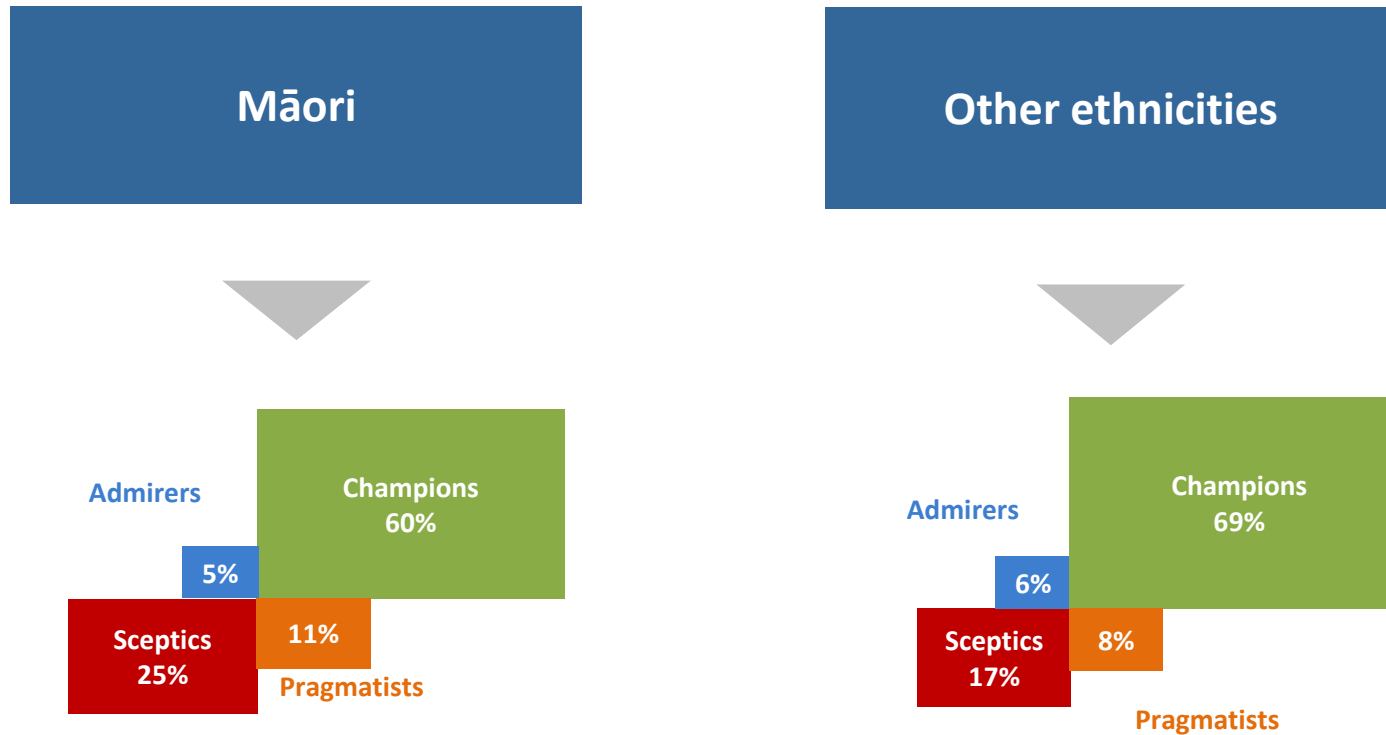 Māori
Other ethnicities
Admirers
Champions
60%
5%
Sceptics
25%
11%
Pragmatists
Admirers
Champions
69%
6%
Sceptics
17%
8%
Pragmatists